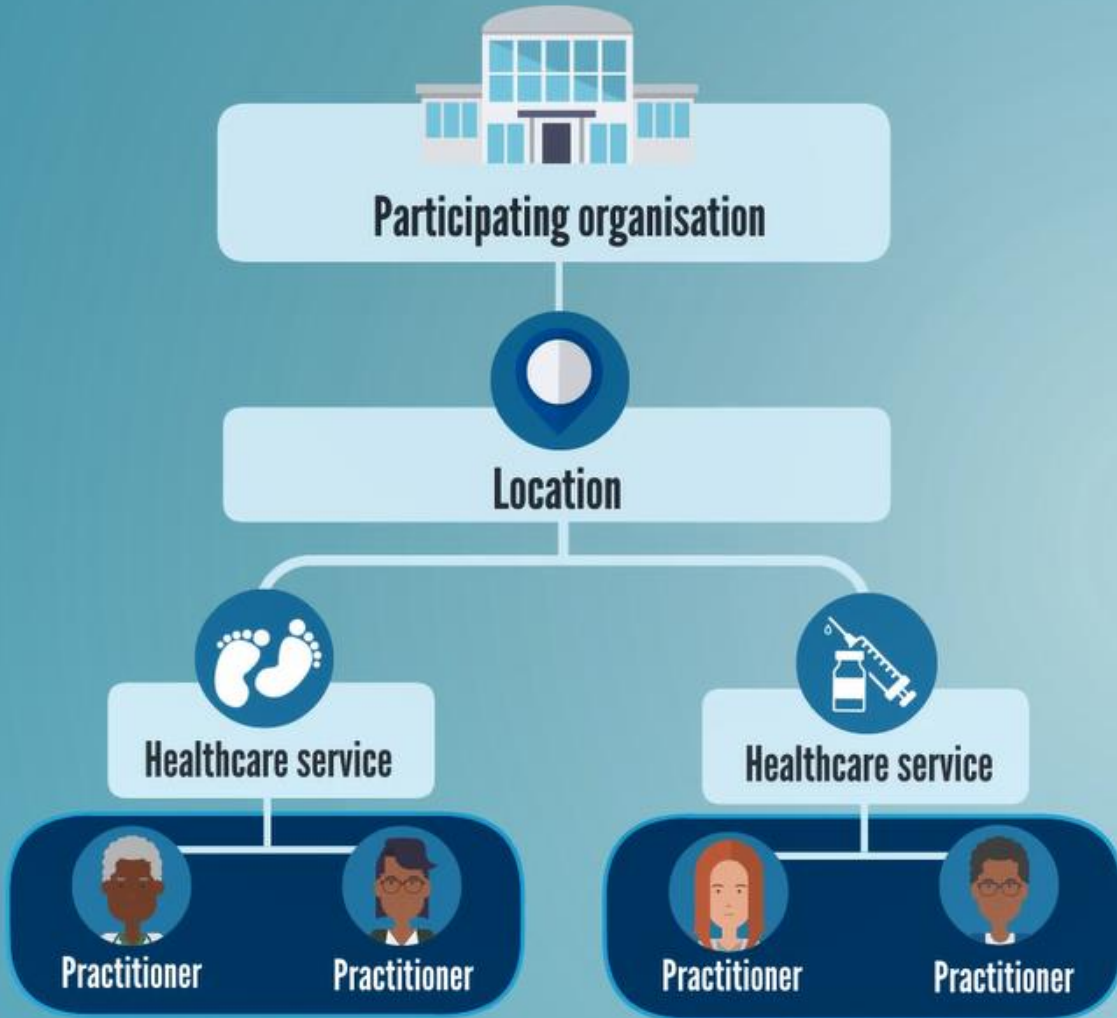 Participating organisation
Location
Healthcare service
Healthcare service
Practitioner
Practitioner
Practitioner
Practitioner